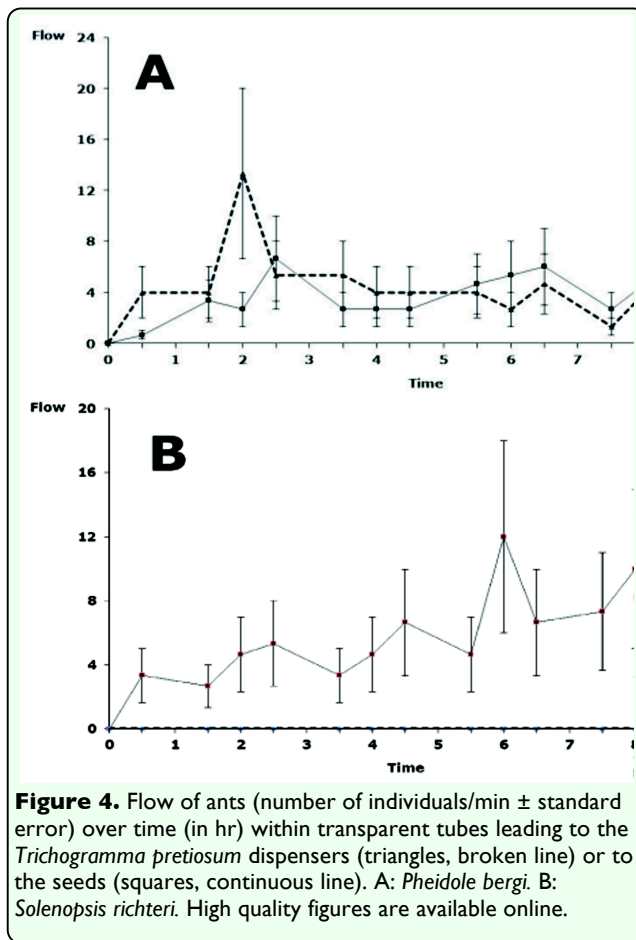 Flow
24
A
20
16
12
8
4
0
0 1 2 3 4 5 6 7
Time
Flow
20
B
16
12
8
4
0
0 1 2 3 4 5 6 7
Time
Figure 4. Flow of ants (number of individuals/min ± standard
error) over time (in hr) within transparent tubes leading to the
Trichogramma pretiosum dispensers (triangles, broken line) or to
the seeds (squares, continuous line). A: Pheidole bergi. B:
Solenopsis richteri. High quality figures are available online.